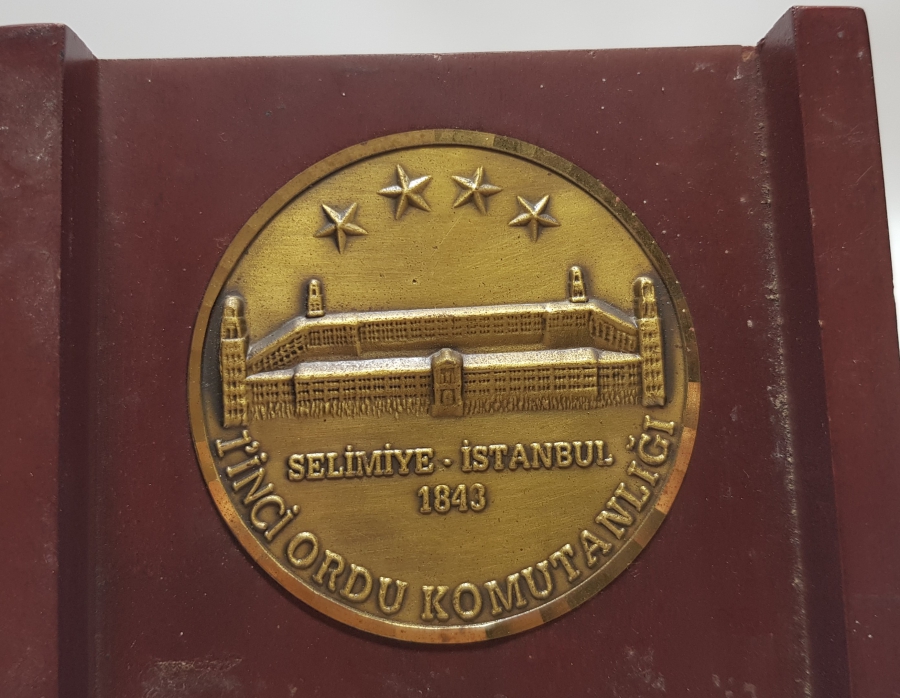 SELİMİYE · İSTANBUL
1843
1'İNCİ ORDU KOMUTANLIĞI